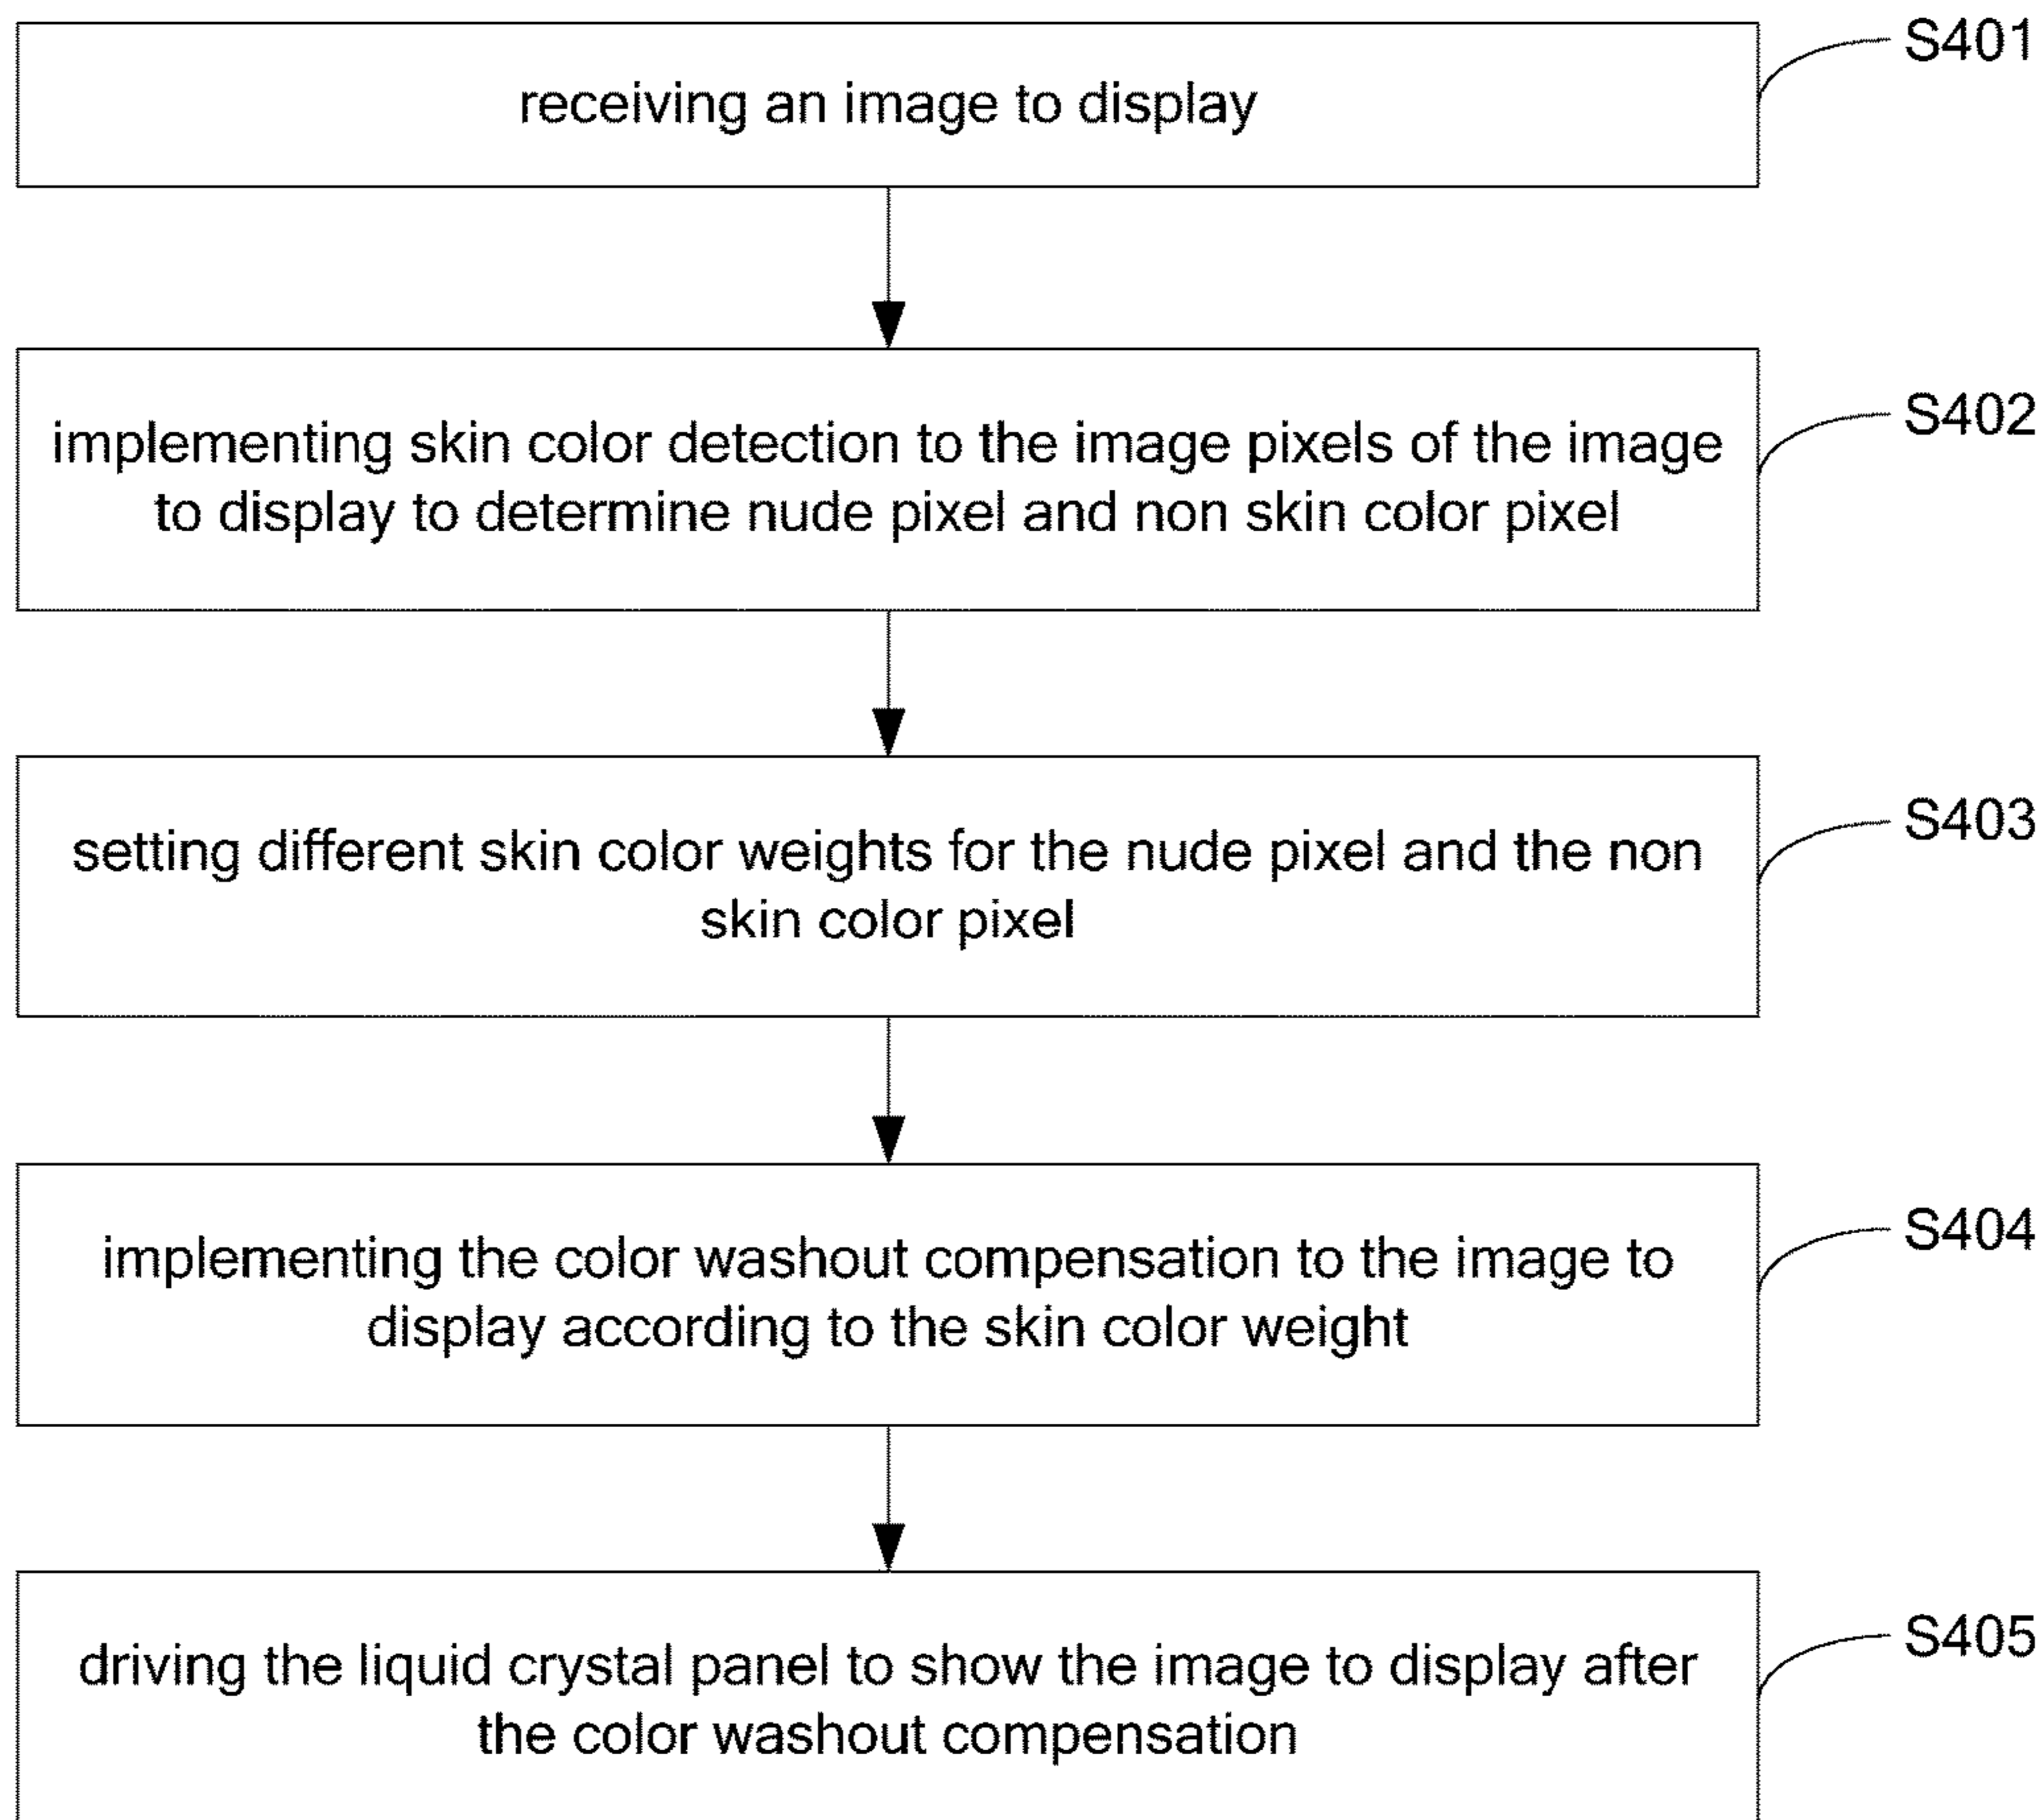 receiving an image to display
S401
implementing skin color detection to the image pixels of the image
to display to determine nude pixel and non skin color pixel
S402
setting different skin color weights for the nude pixel and the non
skin color pixel
S403
implementing the color washout compensation to the image to
display according to the skin color weight
S404
driving the liquid crystal panel to show the image to display after
the color washout compensation
S405